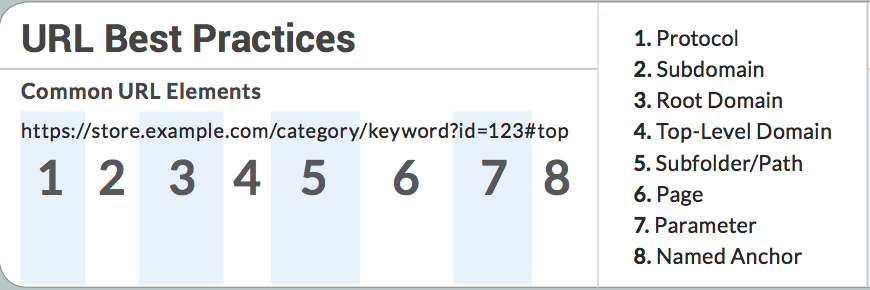 URL Best Practices
Common URL Elements
https://store.example.com/category/keyword?id=123#top
1 2 3 4 5 6 7 8
1. Protocol
2. Subdomain
3. Root Domain
4. Top-Level Domain
5. Subfolder/Path
6. Page
7. Parameter
8. Named Anchor